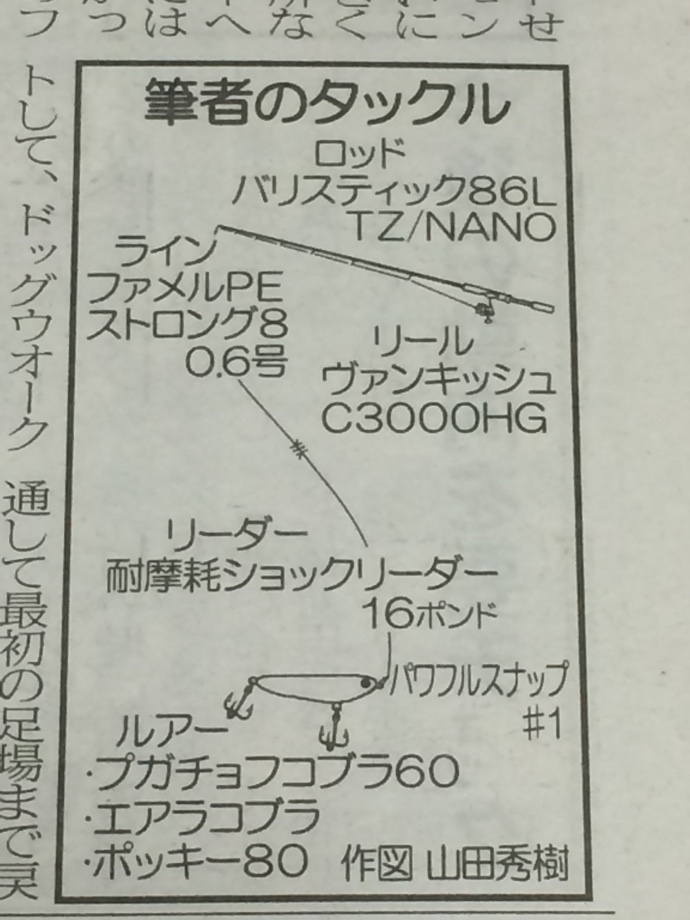 筆者のタックル
ロッド
バリスティック86L
TZ/NANO
ライン
ファメルPE
ストロング8
0.6号
リール
ヴァンキッシュ
C3000HG
リーダー
耐摩耗ショックリーダー
16ポンド
パワフルスナップ
#1
ルアー
・プガチョフコブラ60
・エアラコブラ
・ポッキー80
作図 山田秀樹
トして、ドッグウオーク
通して最初の足場まで戻